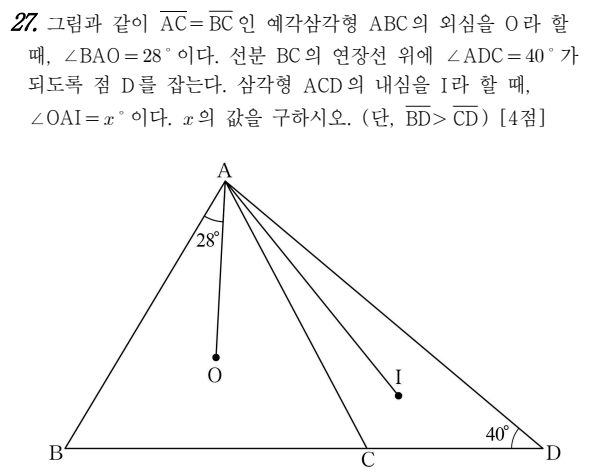 27. 그림과 같이 AC=BC인 예각삼각형 ABC의 외심을 O라 할
때, ∠BAO=28°이다. 선분 BC의 연장선 위에 ∠ADC=40°가
되도록 점 D를 잡는다. 삼각형 ACD의 내심을 I라 할 때,
∠OAI=x°이다. x의 값을 구하시오. (단, BD>CD) [4점]
A
28°
O
I
40°
B
C
D